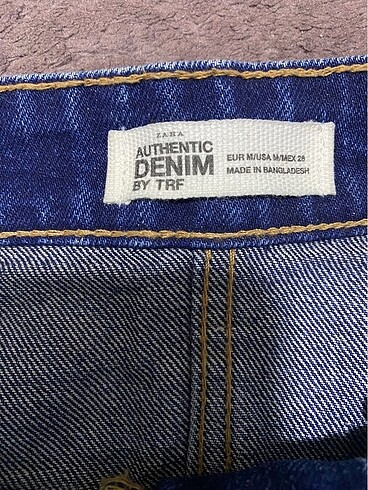 ZARA
AUTHENTIC
DENIM
BY TRF
EUR M/USA M/MEX 28
MADE IN BANGLADESH